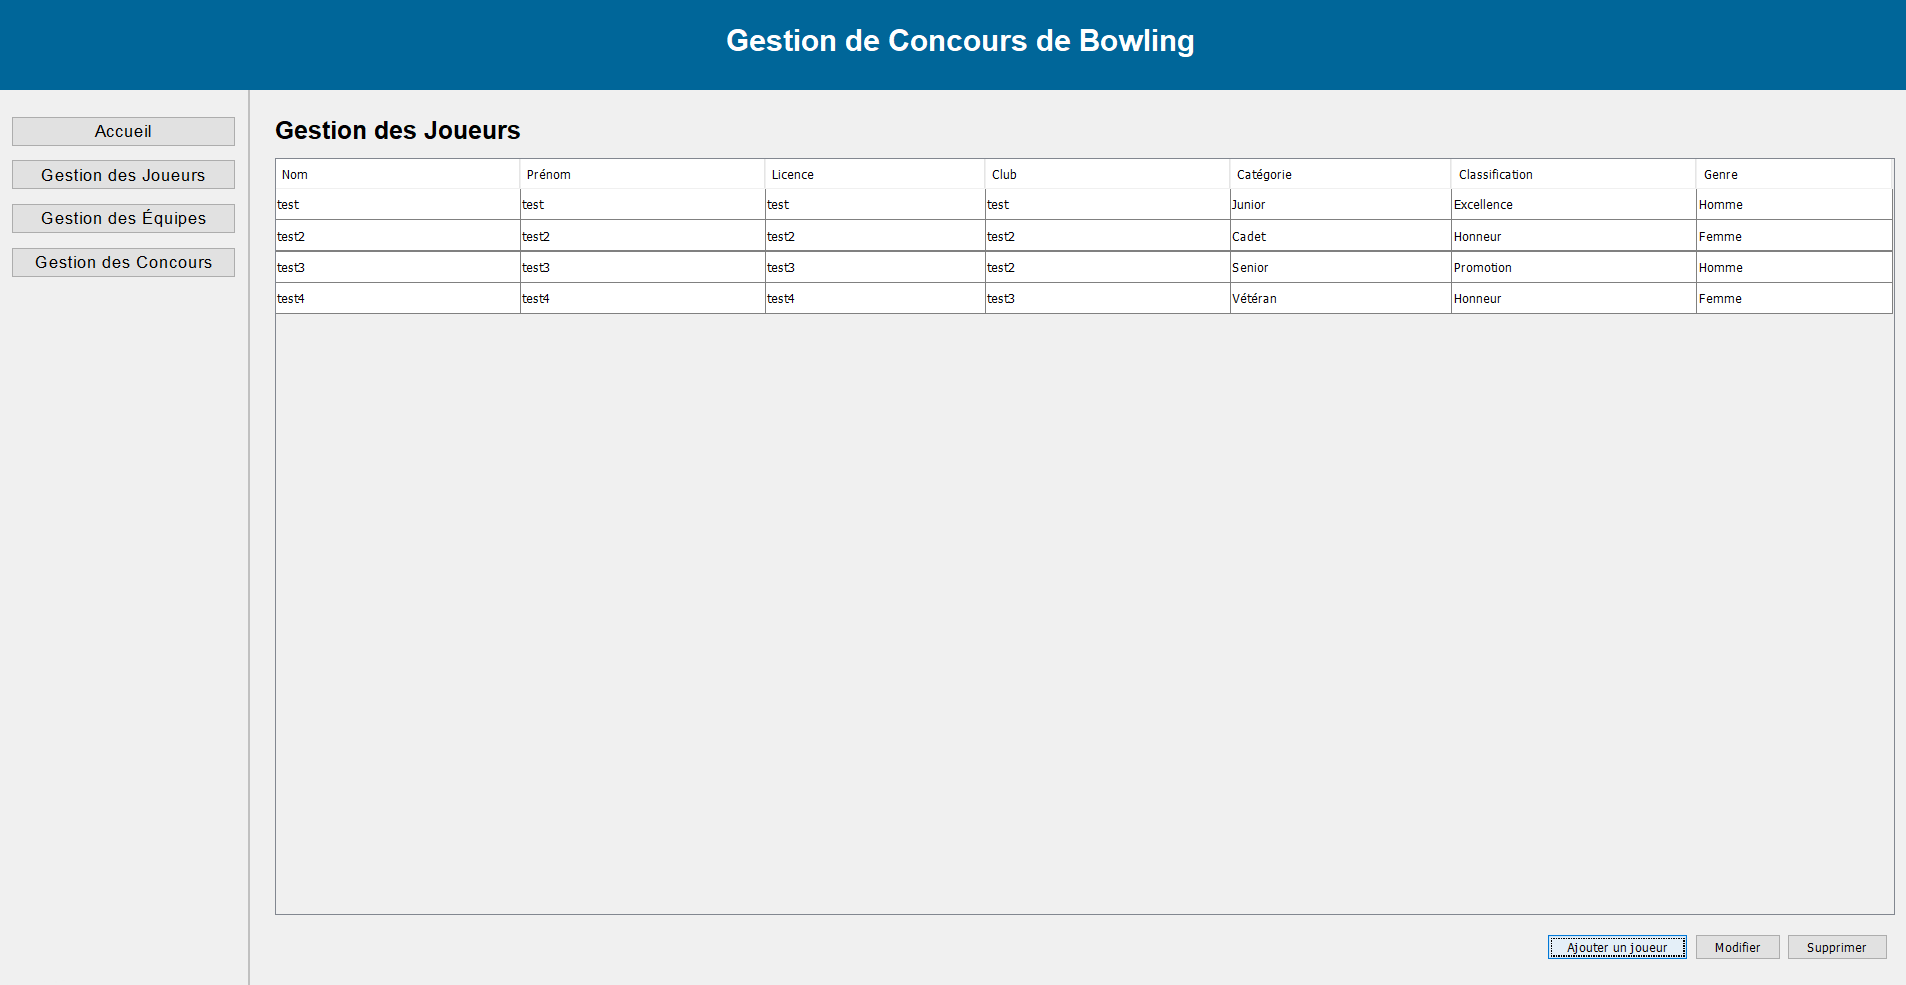 Gestion de Concours de Bowling
Accueil
Gestion des Joueurs
Gestion des Équipes
Gestion des Concours
Gestion des Joueurs
Nom Prénom Licence Club Catégorie Classification Genre
test test test test Junior Excellence Homme
test2 test2 test2 test2 Cadet Honneur Femme
test3 test3 test3 test2 Senior Promotion Homme
test4 test4 test4 test3 Vétéran Honneur Femme
Ajouter un joueur Modifier Supprimer